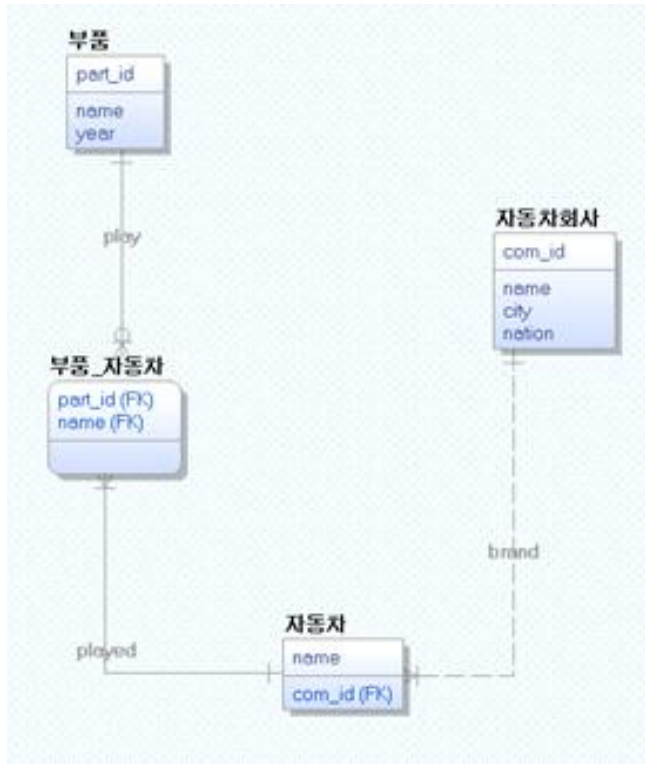 부품
part_id
name
year
play
자동차회사
com_id
name
city
nation
부품_자동차
part_id (FK)
name (FK)
brand
played
자동차
name
com_id (FK)